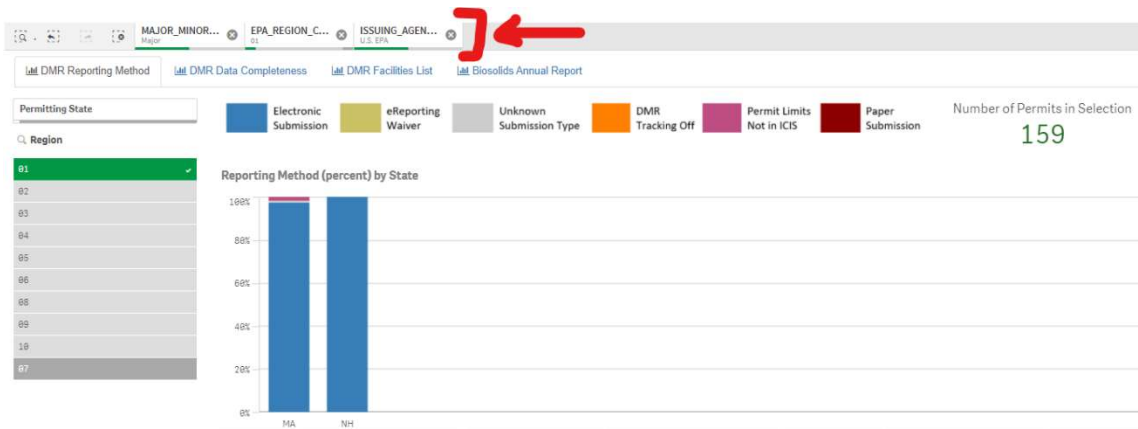 MAJOR_MINOR... EPA_REGION_C... ISSUING_AGEN...
Major 01 U.S. EPA
DMR Reporting Method DMR Data Completeness DMR Facilities List Biosolids Annual Report
Permitting State
Region
01
02
03
04
05
06
08
09
10
07
Electronic Submission
eReporting Waiver
Unknown Submission Type
DMR Tracking Off
Permit Limits Not in ICIS
Paper Submission
Number of Permits in Selection
159
Reporting Method (percent) by State
100%
80%
60%
40%
20%
0%
MA NH